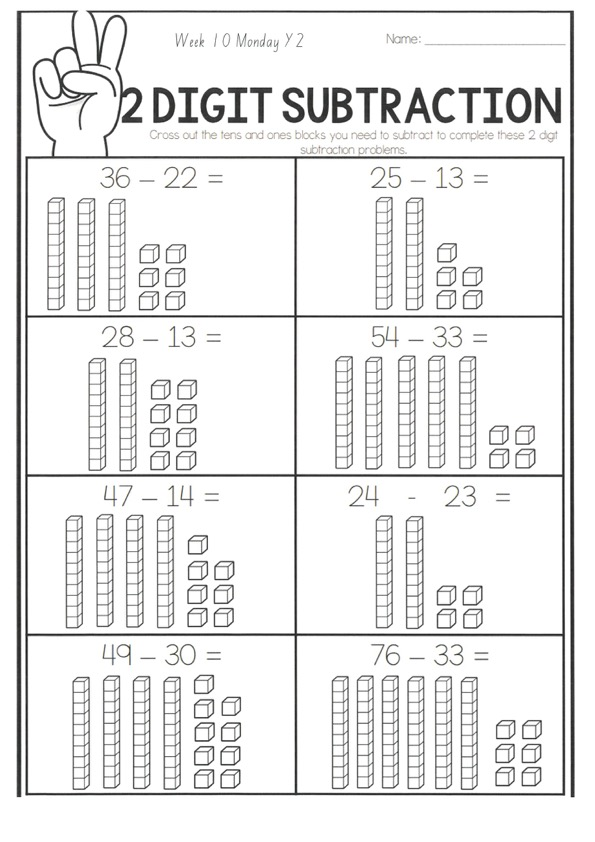 Week 10 Monday Y2
Name:
2 DIGIT SUBTRACTION
Cross out the tens and ones blocks you need to subtract to complete these 2 digit
subtraction problems.
36 – 22 =
25 – 13 =
28 – 13 =
54 – 33 =
47 – 14 =
24 - 23 =
49 – 30 =
76 – 33 =